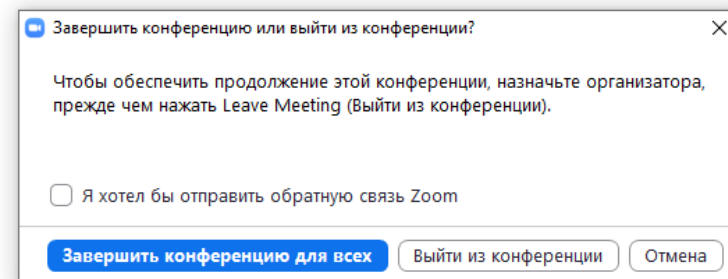 Завершить конференцию или выйти из конференции?
Чтобы обеспечить продолжение этой конференции, назначьте организатора,
прежде чем нажать Leave Meeting (Выйти из конференции).
Я хотел бы отправить обратную связь Zoom
Завершить конференцию для всех Выйти из конференции Отмена